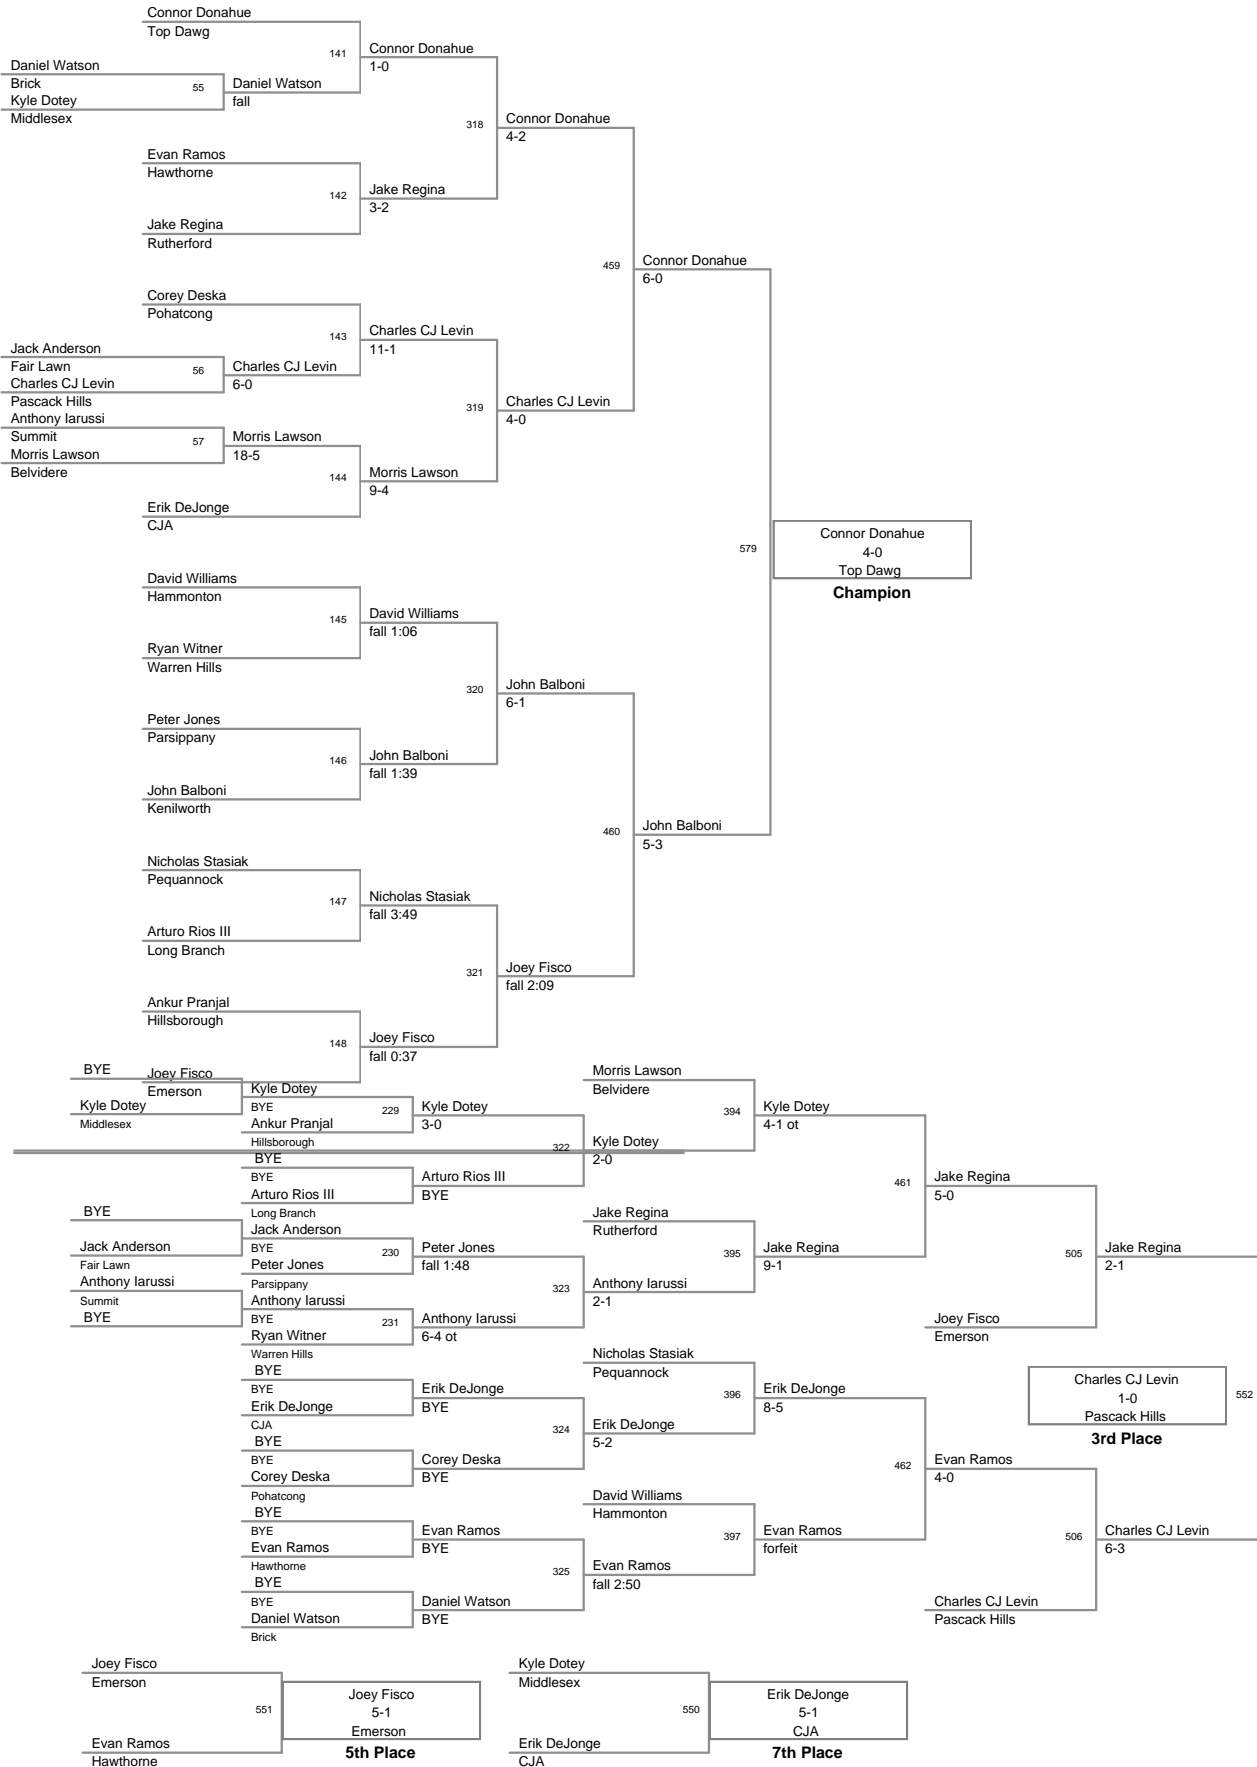 Connor Donahue
Top Dawg
141
Connor Donahue
1-0
Daniel Watson
Brick
55
Daniel Watson
fall
Kyle Dotey
Middlesex
318
Connor Donahue
4-2
Evan Ramos
Hawthorne
142
Jake Regina
3-2
Jake Regina
Rutherford
459
Connor Donahue
6-0
Corey Deska
Pohatcong
143
Charles CJ Levin
11-1
Jack Anderson
Fair Lawn
56
Charles CJ Levin
6-0
Charles CJ Levin
Pascack Hills
319
Charles CJ Levin
4-0
Anthony Iarussi
Summit
57
Morris Lawson
18-5
Morris Lawson
Belvidere
144
Morris Lawson
9-4
Erik DeJonge
CJA
579
Connor Donahue
4-0
Top Dawg
Champion
David Williams
Hammonton
145
David Williams
fall 1:06
Ryan Witner
Warren Hills
320
John Balboni
6-1
Peter Jones
Parsippany
146
John Balboni
fall 1:39
John Balboni
Kenilworth
460
John Balboni
5-3
Nicholas Stasiak
Pequannock
147
Nicholas Stasiak
fall 3:49
Arturo Rios III
Long Branch
321
Joey Fisco
fall 2:09
Ankur Pranjal
Hillsborough
148
Joey Fisco
fall 0:37
Joey Fisco
Emerson
BYE
Kyle Dotey
Middlesex
Kyle Dotey
BYE
229
Kyle Dotey
3-0
Ankur Pranjal
Hillsborough
322
Kyle Dotey
2-0
BYE
BYE
Arturo Rios III
BYE
Arturo Rios III
Long Branch
Morris Lawson
Belvidere
394
Kyle Dotey
4-1 ot
461
Jake Regina
5-0
BYE
Jack Anderson
Fair Lawn
Jack Anderson
BYE
230
Peter Jones
fall 1:48
Peter Jones
Parsippany
323
Anthony Iarussi
2-1
Anthony Iarussi
Summit
BYE
Anthony Iarussi
BYE
231
Anthony Iarussi
6-4 ot
Ryan Witner
Warren Hills
Jake Regina
Rutherford
395
Jake Regina
9-1
505
Jake Regina
2-1
Joey Fisco
Emerson
BYE
BYE
Erik DeJonge
BYE
Erik DeJonge
CJA
324
Erik DeJonge
5-2
BYE
BYE
Corey Deska
BYE
Corey Deska
Pohatcong
Nicholas Stasiak
Pequannock
396
Erik DeJonge
8-5
Charles CJ Levin
1-0
Pascack Hills
552
3rd Place
462
Evan Ramos
4-0
BYE
BYE
Evan Ramos
BYE
Evan Ramos
Hawthorne
325
Evan Ramos
fall 2:50
BYE
BYE
Daniel Watson
BYE
Daniel Watson
Brick
David Williams
Hammonton
397
Evan Ramos
forfeit
506
Charles CJ Levin
6-3
Charles CJ Levin
Pascack Hills
Joey Fisco
Emerson
551
Joey Fisco
5-1
Emerson
5th Place
Evan Ramos
Hawthorne
Kyle Dotey
Middlesex
550
Erik DeJonge
5-1
CJA
7th Place
Erik DeJonge
CJA